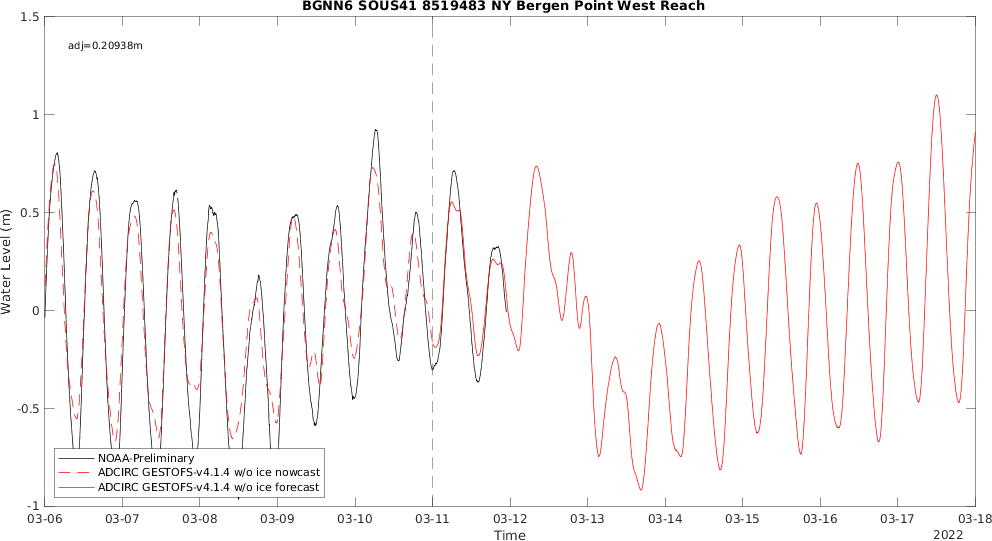 BGNN6 SOUS41 8519483 NY Bergen Point West Reach
1.5
adj=0.20938m
1
0.5
Water Level (m)
0
-0.5
NOAA-Preliminary
ADCIRC GESTOFS-v4.1.4 w/o ice nowcast
ADCIRC GESTOFS-v4.1.4 w/o ice forecast
-1
03-06 03-07 03-08 03-09 03-10 03-11 03-12 03-13 03-14 03-15 03-16 03-17 03-18
Time
2022